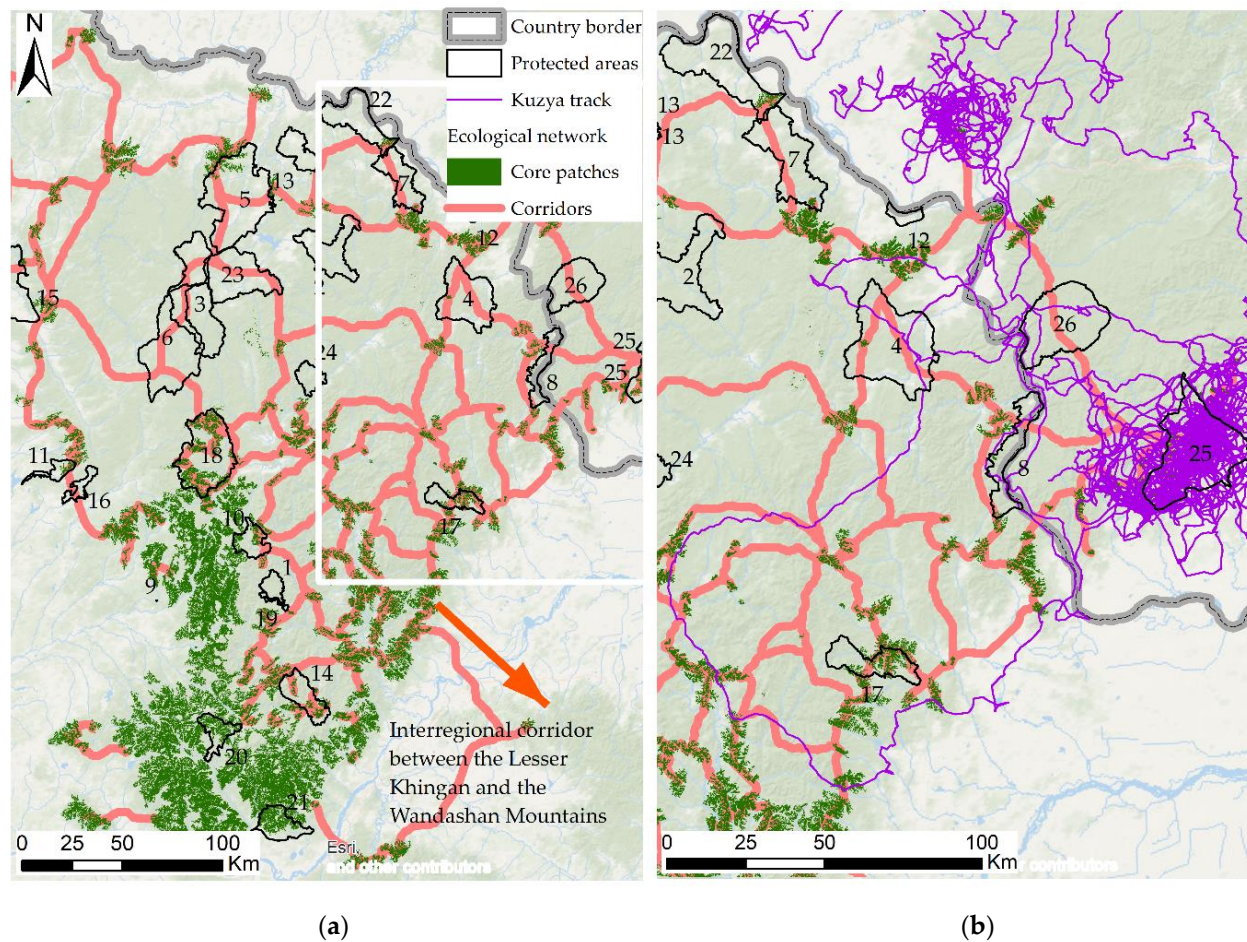 N
Country border
Protected areas
Kuzya track
Ecological network
Core patches
Corridors
22
13
5
7
12
23
2
3
4
26
15
6
24
25
25
8
11
18
16
10
17
9
1
19
14
20
21
Interregional corridor
between the Lesser
Khingan and the
Wandashan Mountains
0 25 50 100
Km
Esri,
and other contributors
(a)
22
13
13
7
12
2
26
4
24
8
25
17
0 25 50 100
Km
r contributors
(b)